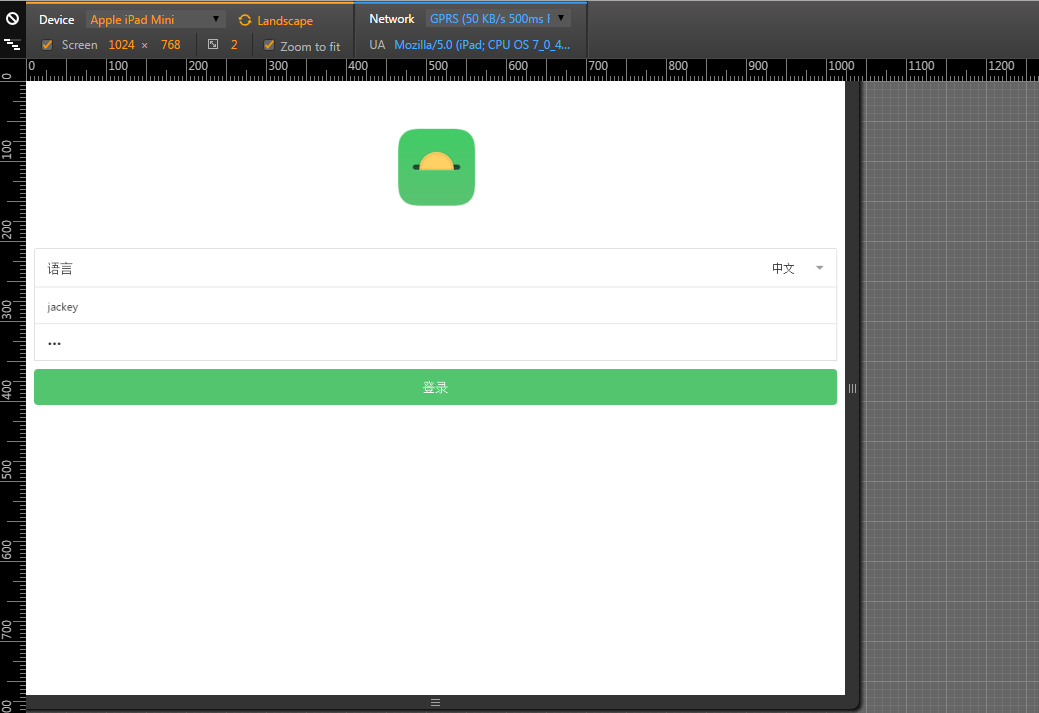 Device Apple iPad Mini Landscape Network GPRS (50 KB/s 500ms
Screen 1024 × 768 2 Zoom to fit UA Mozilla/5.0 (iPad; CPU OS 7_0_4...
0 100 200 300 400 500 600 700 800 900 1000 1100 1200
0
100
200
300
400
500
600
700
语言 中文
jackey
•••
登录